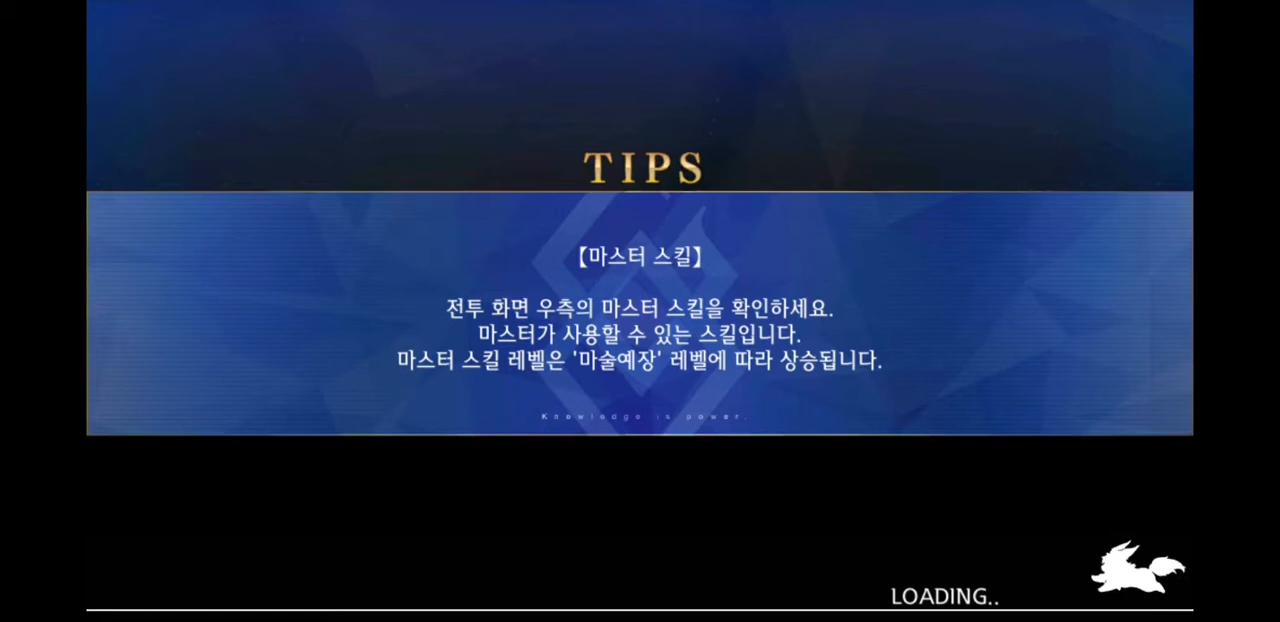 TIPS
【마스터 스킬】
전투 화면 우측의 마스터 스킬을 확인하세요.
마스터가 사용할 수 있는 스킬입니다.
마스터 스킬 레벨은 '마술예장' 레벨에 따라 상승됩니다.
Knowledge is power.
LOADING..